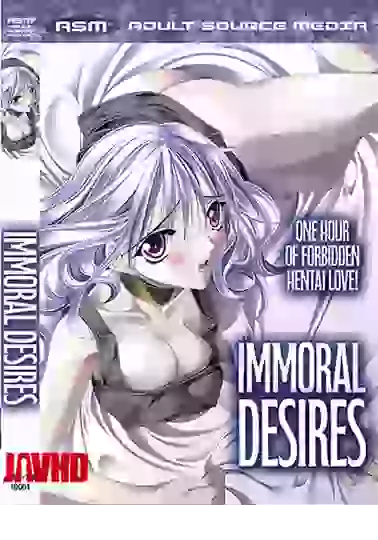 ASM ADULT SOURCE MEDIA
ONE HOUR
OF FORBIDDEN
HENTAI LOVE!
IMMORAL
DESIRES
IMMORAL DESIRES
JAVHD